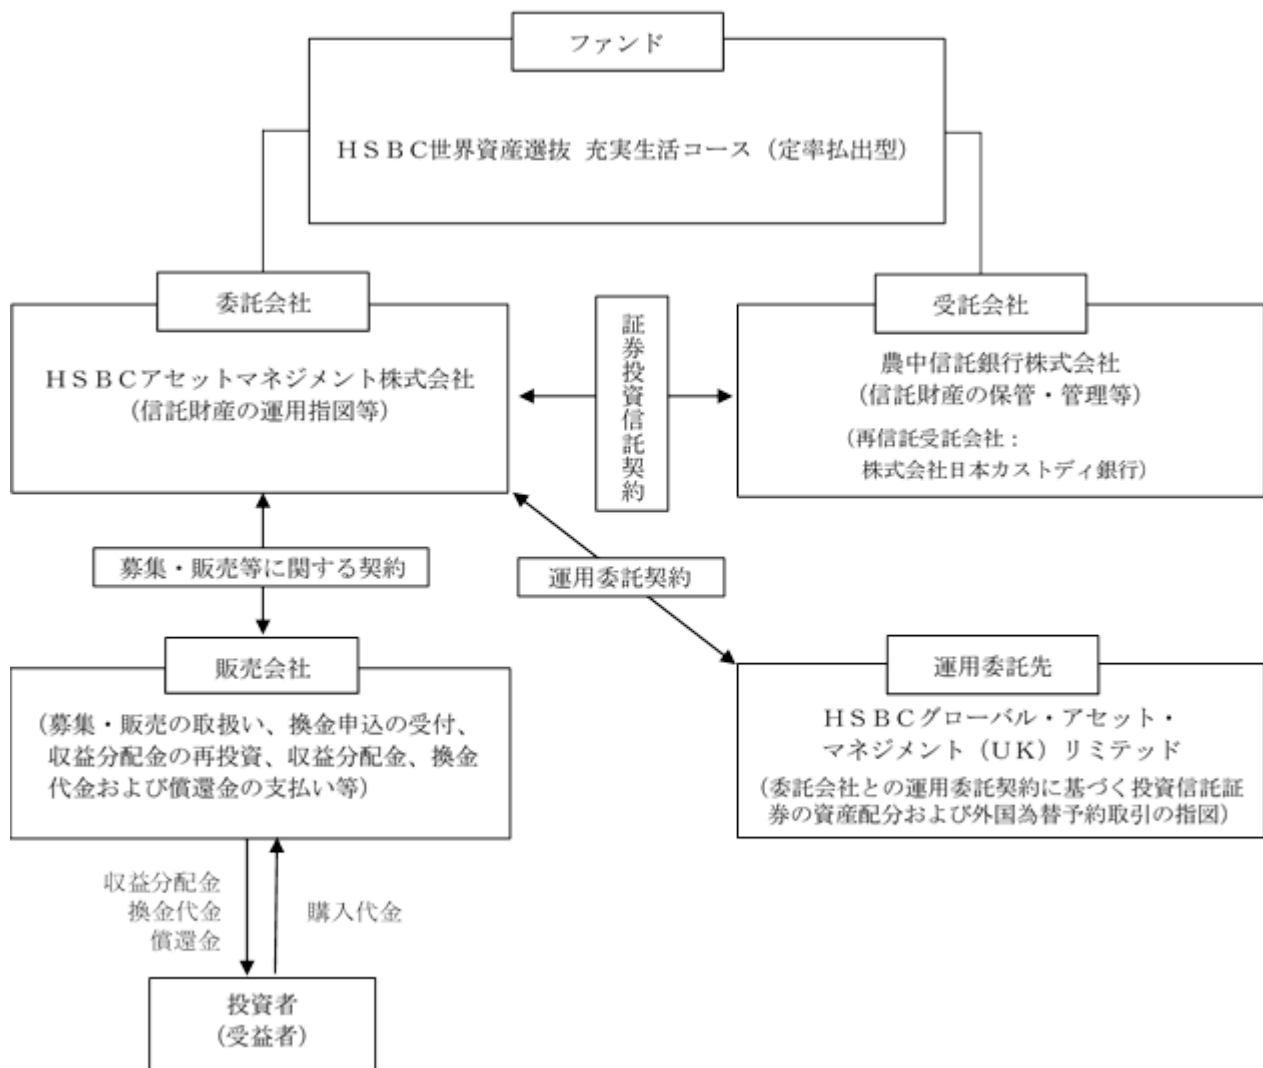 ファンド
ＨＳＢＣ世界資産選抜 充実生活コース（定率払出型）
委託会社
ＨＳＢＣアセットマネジメント株式会社
（信託財産の運用指図等）
証券投資信託契約
受託会社
農中信託銀行株式会社
（信託財産の保管・管理等）
（再信託受託会社：
株式会社日本カストディ銀行）
募集・販売等に関する契約
運用委託契約
販売会社
（募集・販売の取扱い、換金申込の受付、
収益分配金の再投資、収益分配金、換金
代金および償還金の支払い等）
運用委託先
ＨＳＢＣグローバル・アセット・
マネジメント（ＵＫ）リミテッド
（委託会社との運用委託契約に基づく投資信託証
券の資産配分および外国為替予約取引の指図）
収益分配金
換金代金
償還金
購入代金
投資者
（受益者）